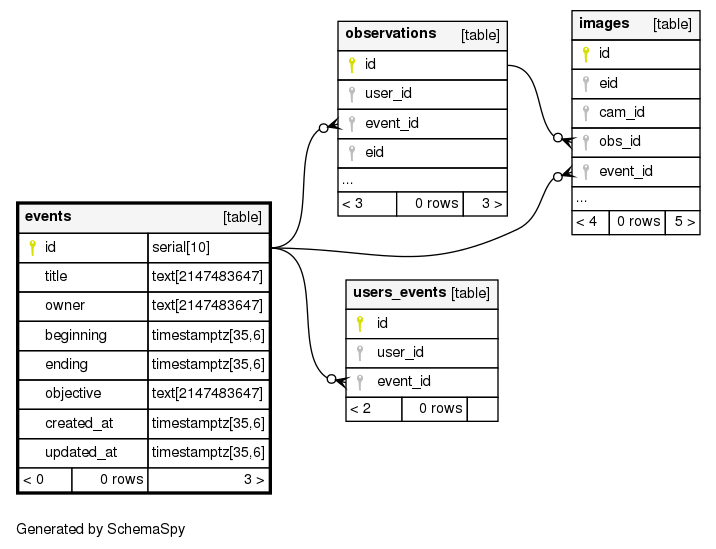 observations [table]
id
user_id
event_id
eid
...
< 3 0 rows 3 >
images [table]
id
eid
cam_id
obs_id
event_id
...
< 4 0 rows 5 >
events [table]
id serial[10]
title text[2147483647]
owner text[2147483647]
beginning timestamptz[35,6]
ending timestamptz[35,6]
objective text[2147483647]
created_at timestamptz[35,6]
updated_at timestamptz[35,6]
< 0 0 rows 3 >
users_events [table]
id
user_id
event_id
< 2 0 rows
Generated by SchemaSpy